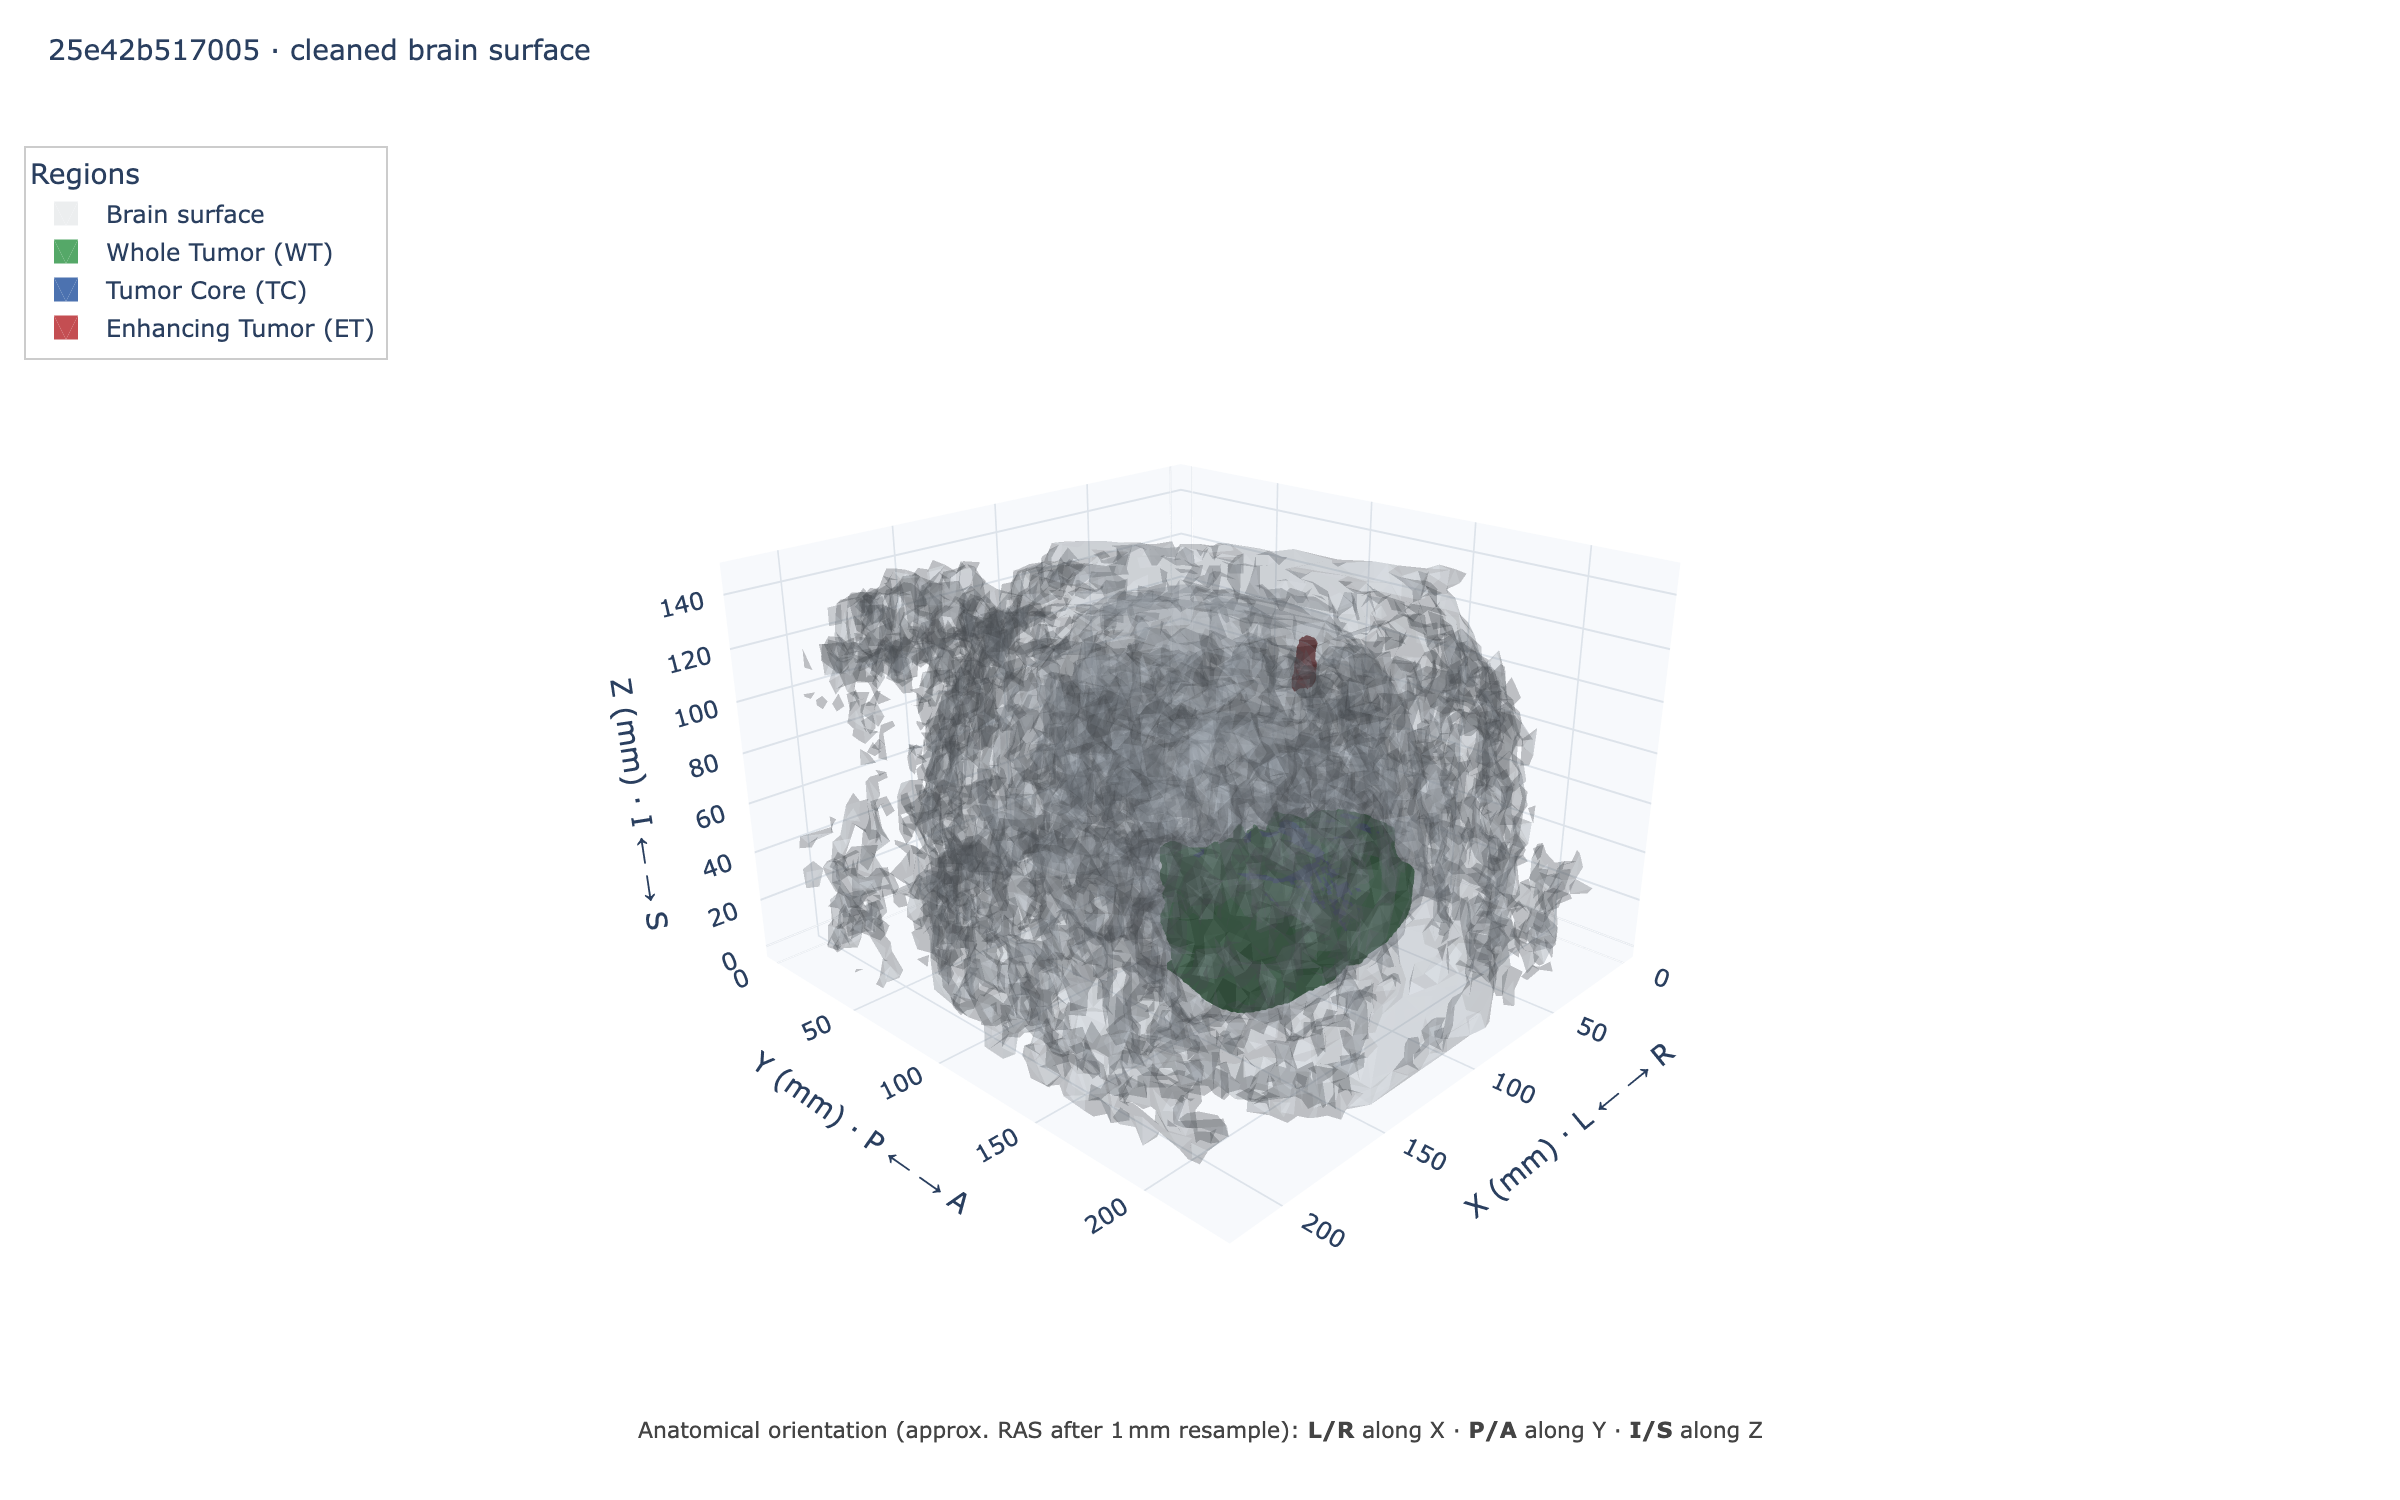 25e42b517005 · cleaned brain surface
Regions
Brain surface
Whole Tumor (WT)
Tumor Core (TC)
Enhancing Tumor (ET)
140
120
100
80
60
40
20
0
Z (mm) · I ←→ S
0
50
100
150
200
Y (mm) · P ←→ A
0
50
100
150
200
X (mm) · L ←→ R
Anatomical orientation (approx. RAS after 1 mm resample): L/R along X · P/A along Y · I/S along Z